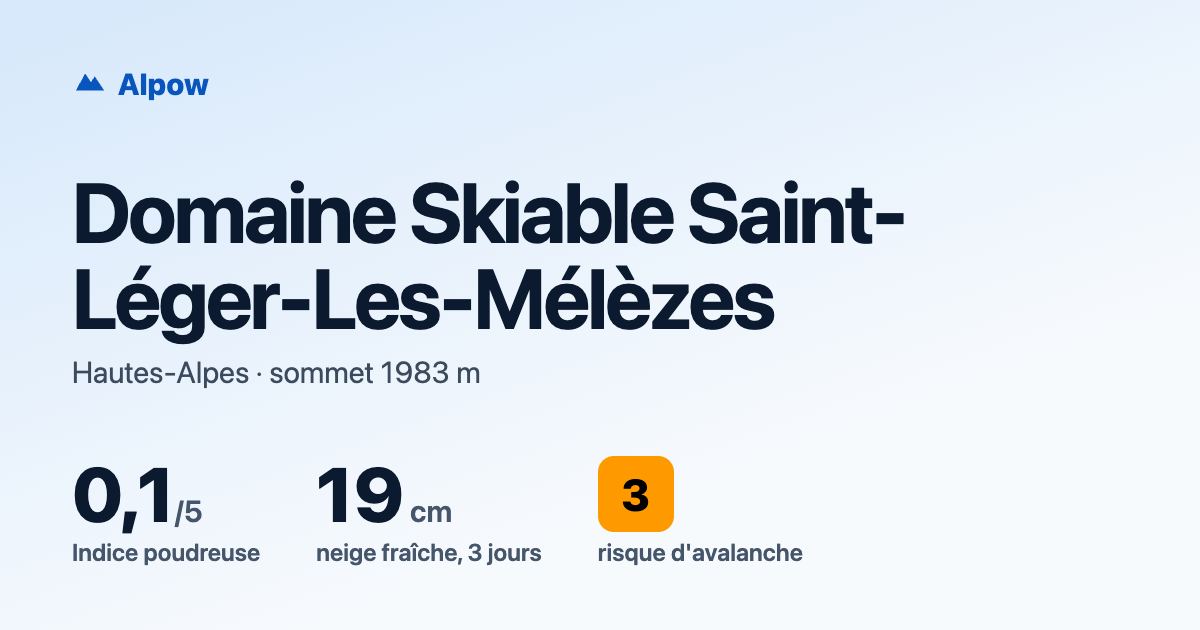 Alpow
Domaine Skiable Saint-
Léger-Les-Mélèzes
Hautes-Alpes · sommet 1983 m
0,1/5
19 cm
3
Indice poudreuse
neige fraîche, 3 jours
risque d'avalanche